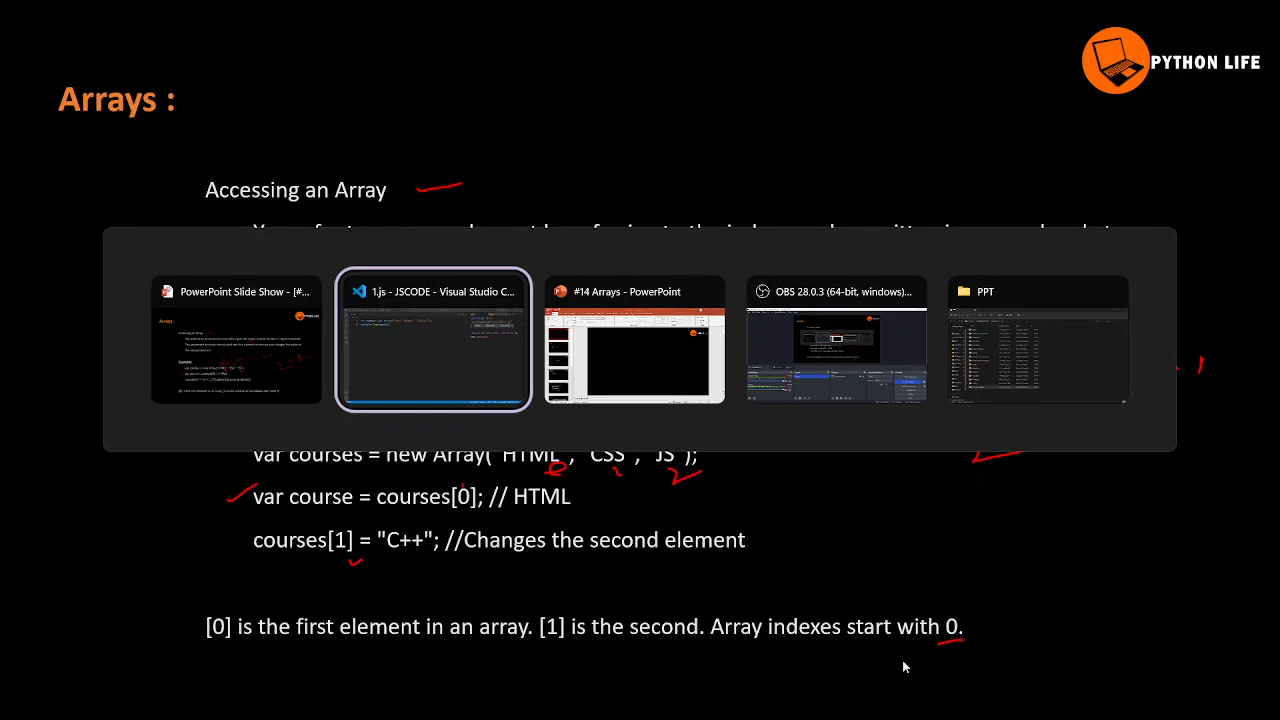 PYTHON LIFE
Arrays :
Accessing an Array
PowerPoint Slide Show - [#...
1.js - JSCODE - Visual Studio C...
#14 Arrays - PowerPoint
OBS 28.0.3 (64-bit, windows)...
PPT
var courses = new Array("HTML", "CSS", "JS");
var course = courses[0]; // HTML
courses[1] = "C++"; //Changes the second element
[0] is the first element in an array. [1] is the second. Array indexes start with 0.